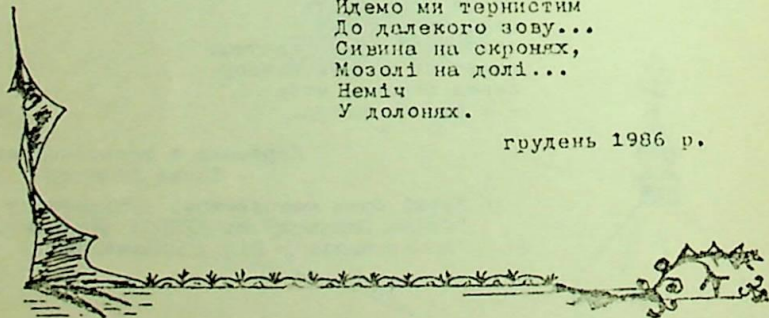 Йдемо ми тернистим
До далекого зову...
Сивина на скронях,
Мозолі на долі...
Неміч
У долонях.
грудень 1986 р.